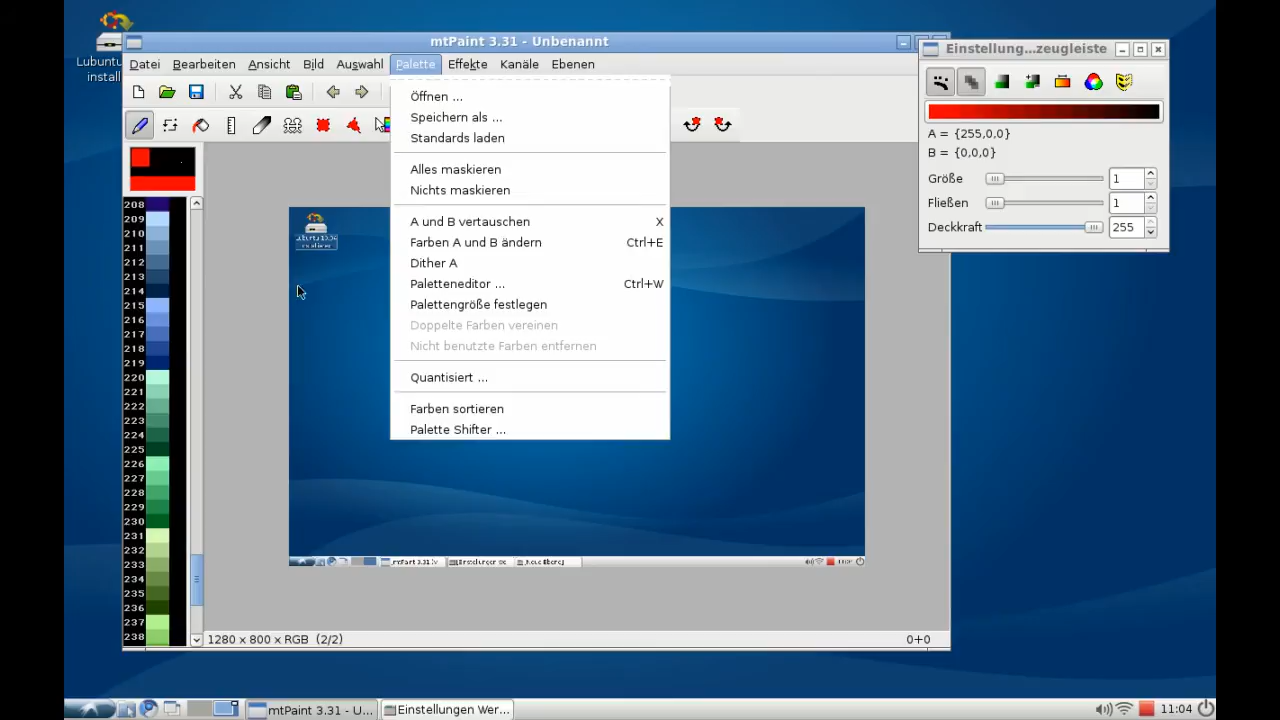 Lubuntu
install
mtPaint 3.31 - Unbenannt
Datei Bearbeiten Ansicht Bild Auswahl Palette Effekte Kanäle Ebenen
Öffnen ...
Speichern als ...
Standards laden
Alles maskieren
Nichts maskieren
A und B vertauschen X
Farben A und B ändern Ctrl+E
Dither A
Paletteneditor ... Ctrl+W
Palettengröße festlegen
Doppelte Farben vereinen
Nicht benutzte Farben entfernen
Quantisiert ...
Farben sortieren
Palette Shifter ...
Einstellung...zeugleiste
A = {255,0,0}
B = {0,0,0}
Größe 1
Fließen 1
Deckkraft 255
208
209
210
211
212
213
214
215
216
217
218
219
220
221
222
223
224
225
226
227
228
229
230
231
232
233
234
235
236
237
238
1280 x 800 x RGB (2/2) 0+0
mtPaint 3.31 - U... Einstellungen Wer... 11:04